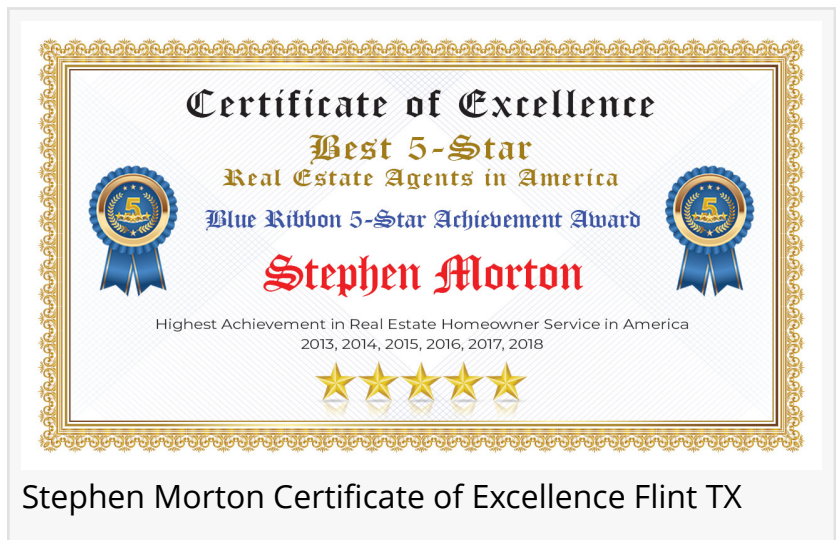 Certificate of Excellence
Best 5-Star
Real Estate Agents in America
Blue Ribbon 5-Star Achievement Award
5
5
Stephen Morton
Highest Achievement in Real Estate Homeowner Service in America
2013, 2014, 2015, 2016, 2017, 2018
Stephen Morton Certificate of Excellence Flint TX